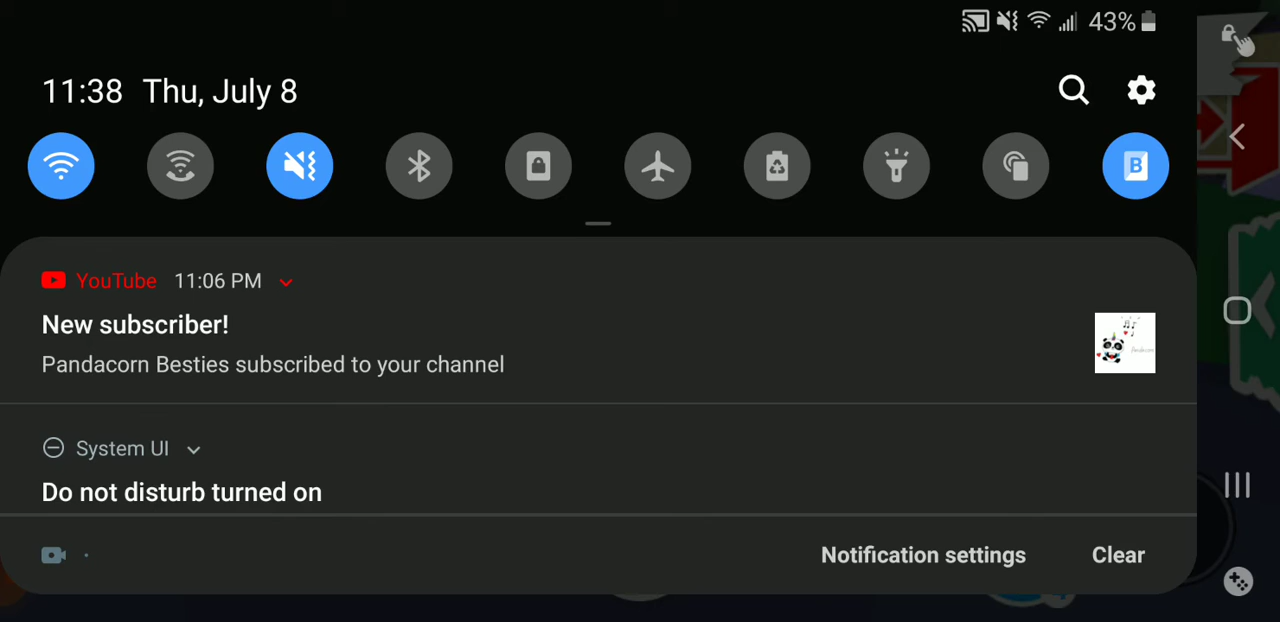 43%
11:38 Thu, July 8
B
YouTube 11:06 PM
New subscriber!
Pandacorn Besties subscribed to your channel
System UI
Do not disturb turned on
Notification settings Clear